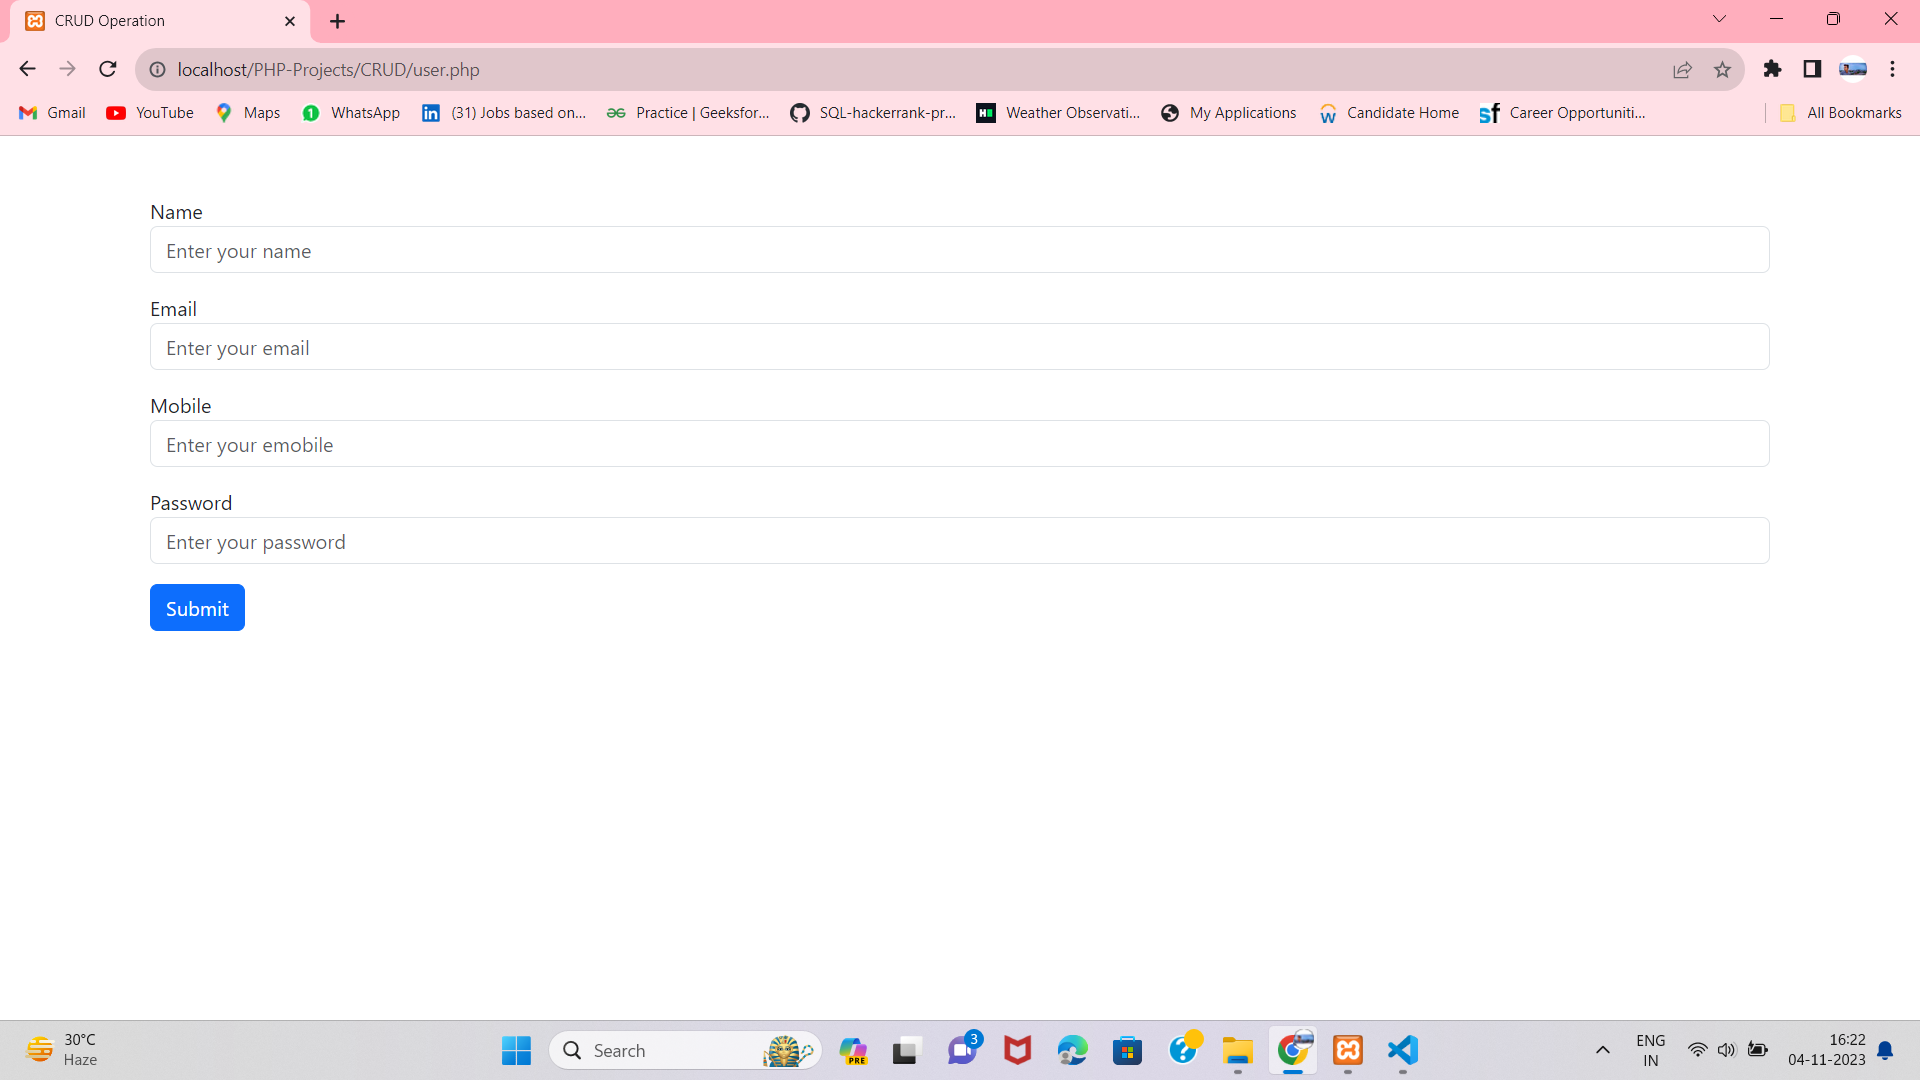 CRUD Operation
localhost/PHP-Projects/CRUD/user.php
Gmail YouTube Maps WhatsApp (31) Jobs based on... Practice | Geeksfor... SQL-hackerrank-pr... Weather Observati... My Applications Candidate Home Career Opportuniti... All Bookmarks
Name
Enter your name
Email
Enter your email
Mobile
Enter your emobile
Password
Enter your password
Submit
30°C
Haze
Search
PRE
3
ENG
IN
16:22
04-11-2023